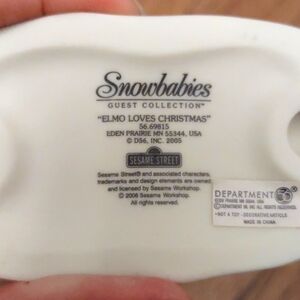 Snowbabies
GUEST COLLECTION™
"ELMO LOVES CHRISTMAS"
56.69815
EDEN PRAIRIE MN 55344, USA
© D56, INC. 2005
SESAME STREET
Sesame Street® and associated characters,
trademarks and design elements are owned
and licensed by Sesame Workshop.
© 2006 Sesame Workshop.
All rights reserved.
DEPARTMENT 56
EDEN PRAIRIE MN 55344 USA
©DEPARTMENT 56, INC. ALL RIGHTS RESERVED.
NOT A TOY - DECORATIVE ARTICLE
MADE IN CHINA